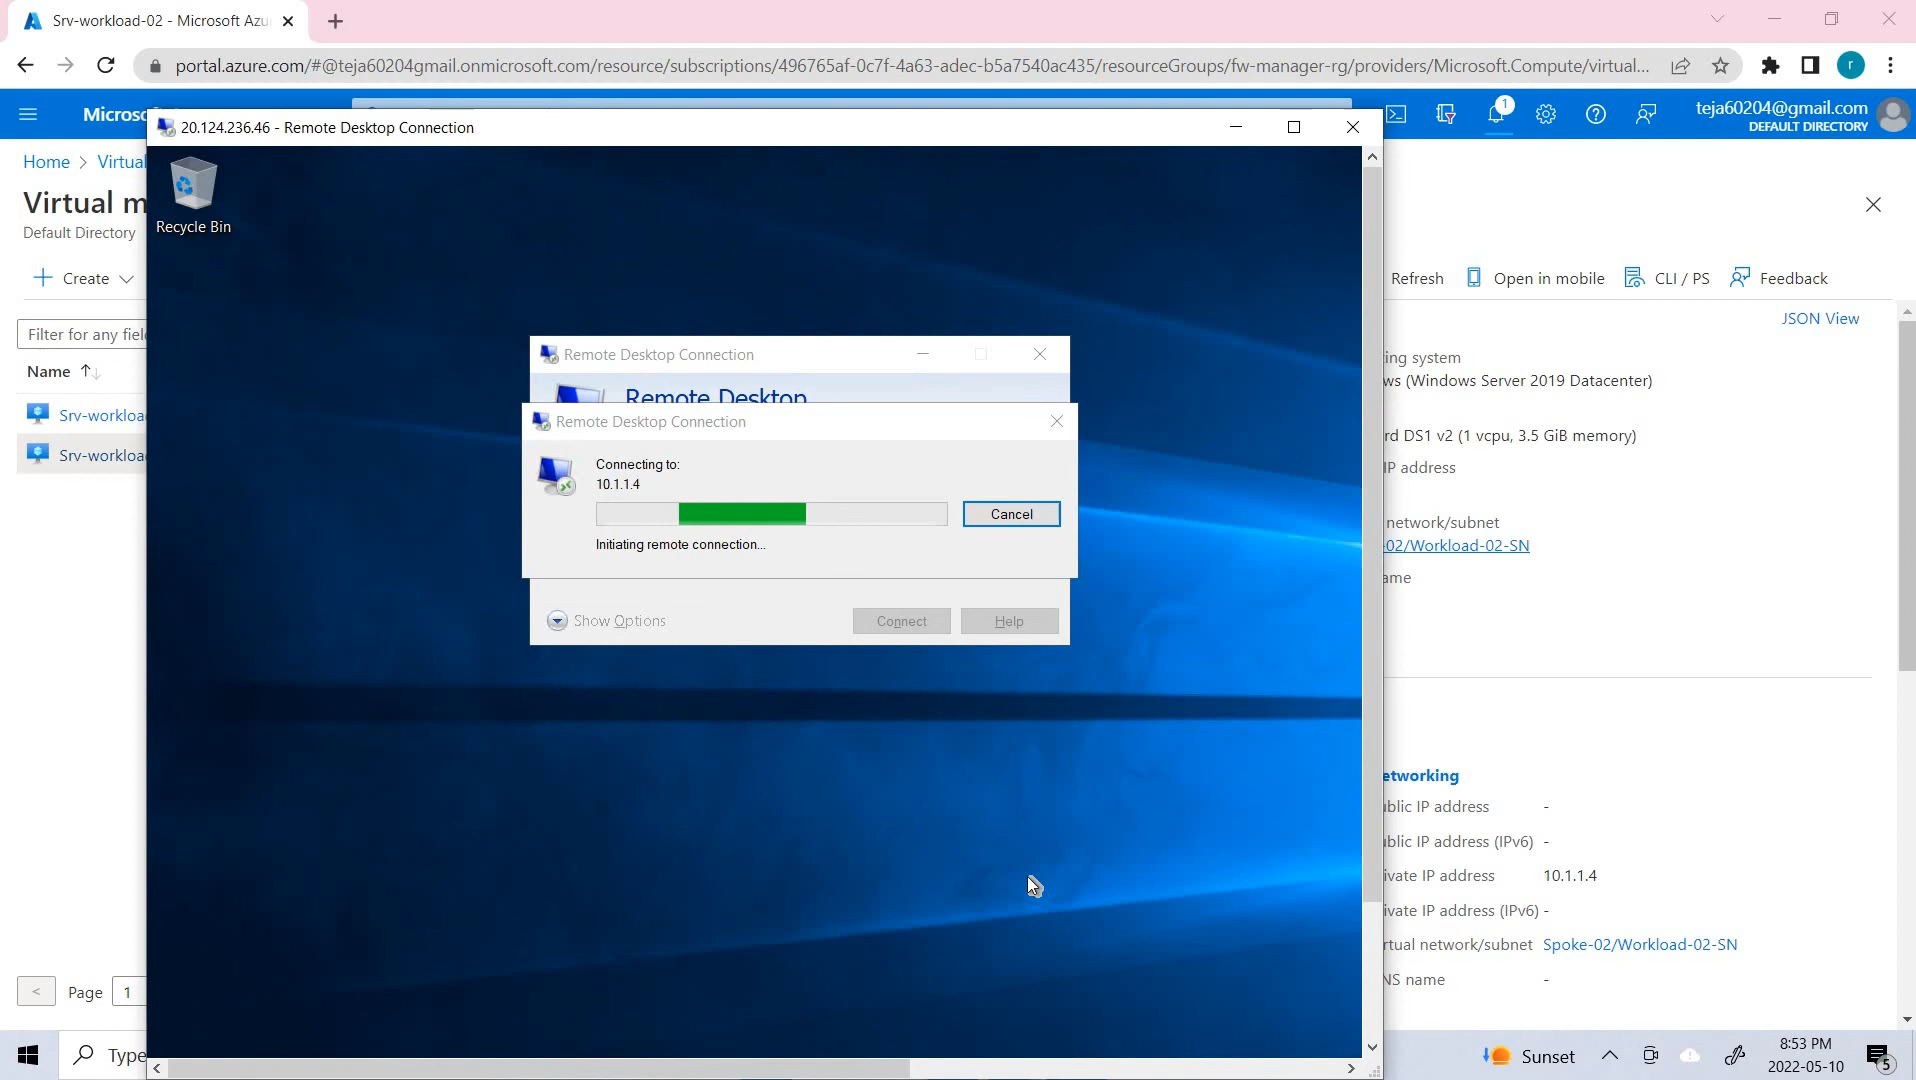 Srv-workload-02 - Microsoft Azu
portal.azure.com/#@teja60204gmail.onmicrosoft.com/resource/subscriptions/496765af-0c7f-4a63-adec-b5a7540ac435/resourceGroups/fw-manager-rg/providers/Microsoft.Compute/virtual...
r
Microso
1
teja60204@gmail.com
DEFAULT DIRECTORY
20.124.236.46 - Remote Desktop Connection
Home > Virtual
Virtual m
Default Directory
Recycle Bin
+ Create
Refresh
Open in mobile
CLI / PS
Feedback
Filter for any field
JSON View
Name ↑↓
Srv-workloa
Srv-workloa
Remote Desktop Connection
Remote Desktop
Remote Desktop Connection
Connecting to:
10.1.1.4
Cancel
Initiating remote connection...
Show Options
Connect
Help
ing system
ws (Windows Server 2019 Datacenter)
rd DS1 v2 (1 vcpu, 3.5 GiB memory)
IP address
network/subnet
-02/Workload-02-SN
ame
etworking
ublic IP address -
ublic IP address (IPv6) -
ivate IP address 10.1.1.4
ivate IP address (IPv6) -
rtual network/subnet Spoke-02/Workload-02-SN
NS name -
< Page 1
Type
Sunset
8:53 PM
2022-05-10
5